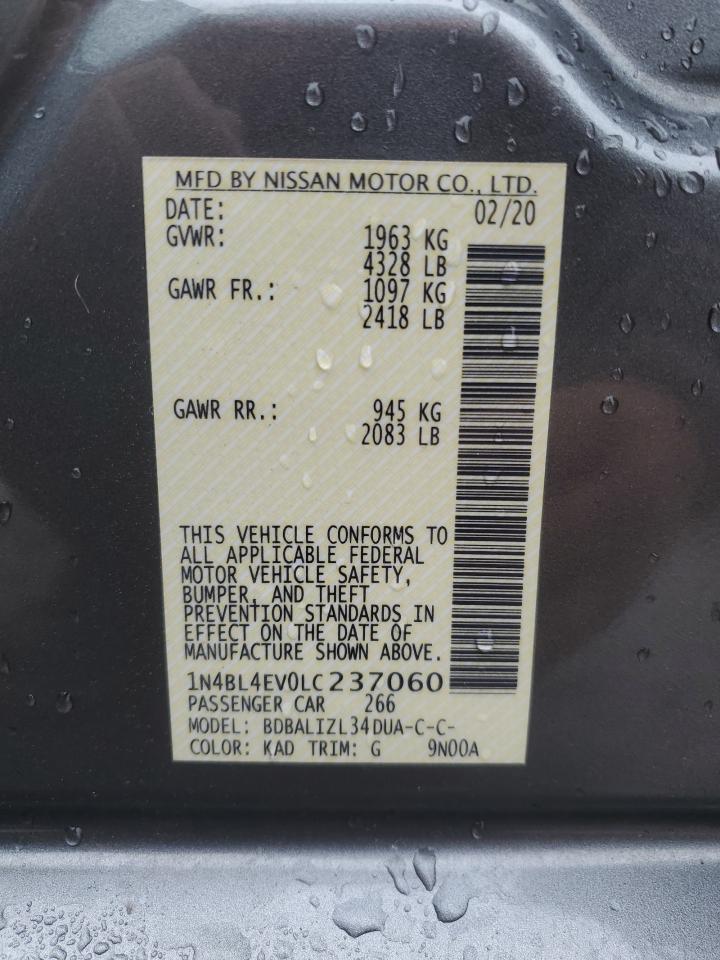 MFD BY NISSAN MOTOR CO., LTD.
DATE: 02/20
GVWR: 1963 KG
4328 LB
GAWR FR.: 1097 KG
2418 LB
GAWR RR.: 945 KG
2083 LB
THIS VEHICLE CONFORMS TO
ALL APPLICABLE FEDERAL
MOTOR VEHICLE SAFETY,
BUMPER, AND THEFT
PREVENTION STANDARDS IN
EFFECT ON THE DATE OF
MANUFACTURE SHOWN ABOVE.
1N4BL4EV0LC237060
PASSENGER CAR 266
MODEL: BDBALIZL34DUA-C-C-
COLOR: KAD TRIM: G 9N00A